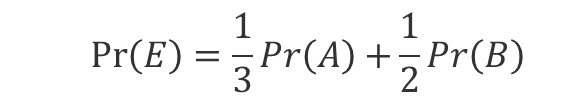 Pr(E) = 1/3 Pr(A) + 1/2 Pr(B)